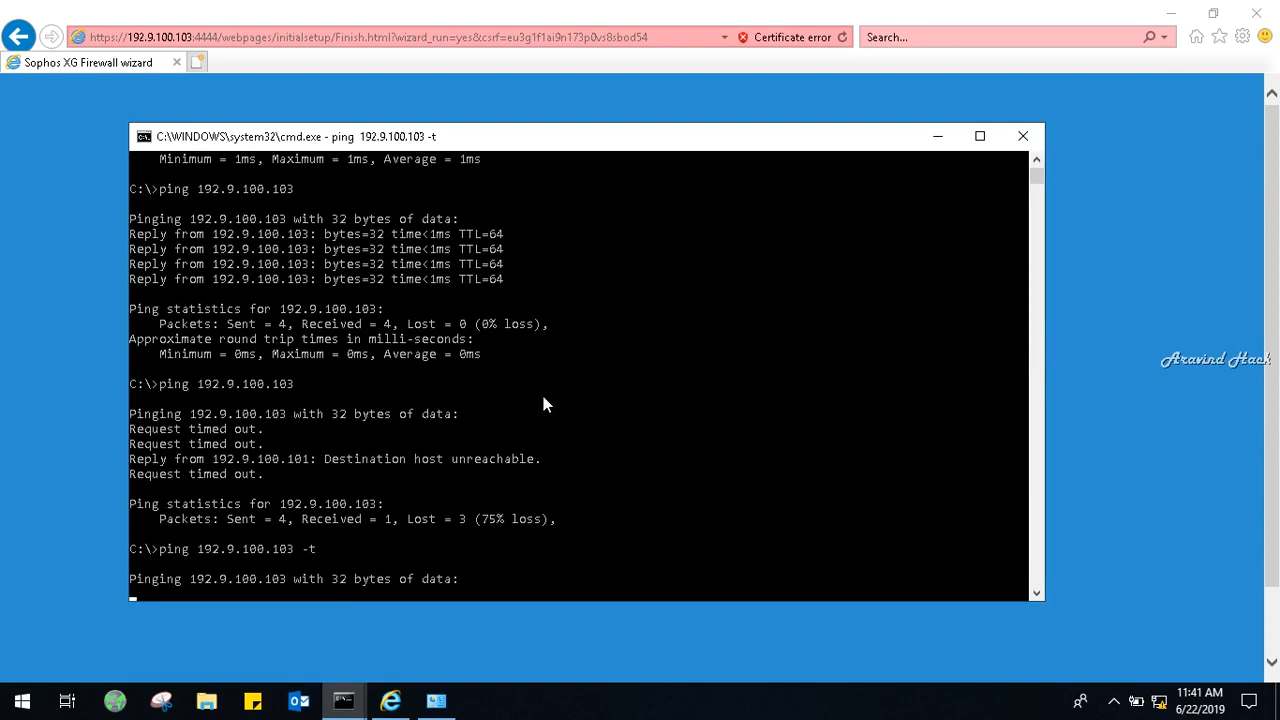 https://192.9.100.103:4444/webpages/initialsetup/Finish.html?wizard_run=yes&csrf=eu3g1f1ai9n173p0vs8sbod54
Certificate error
Search...
Sophos XG Firewall wizard
C:\WINDOWS\system32\cmd.exe - ping 192.9.100.103 -t
Minimum = 1ms, Maximum = 1ms, Average = 1ms
C:\>ping 192.9.100.103
Pinging 192.9.100.103 with 32 bytes of data:
Reply from 192.9.100.103: bytes=32 time<1ms TTL=64
Reply from 192.9.100.103: bytes=32 time<1ms TTL=64
Reply from 192.9.100.103: bytes=32 time<1ms TTL=64
Reply from 192.9.100.103: bytes=32 time<1ms TTL=64
Ping statistics for 192.9.100.103:
Packets: Sent = 4, Received = 4, Lost = 0 (0% loss),
Approximate round trip times in milli-seconds:
Minimum = 0ms, Maximum = 0ms, Average = 0ms
C:\>ping 192.9.100.103
Pinging 192.9.100.103 with 32 bytes of data:
Request timed out.
Request timed out.
Reply from 192.9.100.101: Destination host unreachable.
Request timed out.
Ping statistics for 192.9.100.103:
Packets: Sent = 4, Received = 1, Lost = 3 (75% loss),
C:\>ping 192.9.100.103 -t
Pinging 192.9.100.103 with 32 bytes of data:
Aravind Hack
11:41 AM
6/22/2019